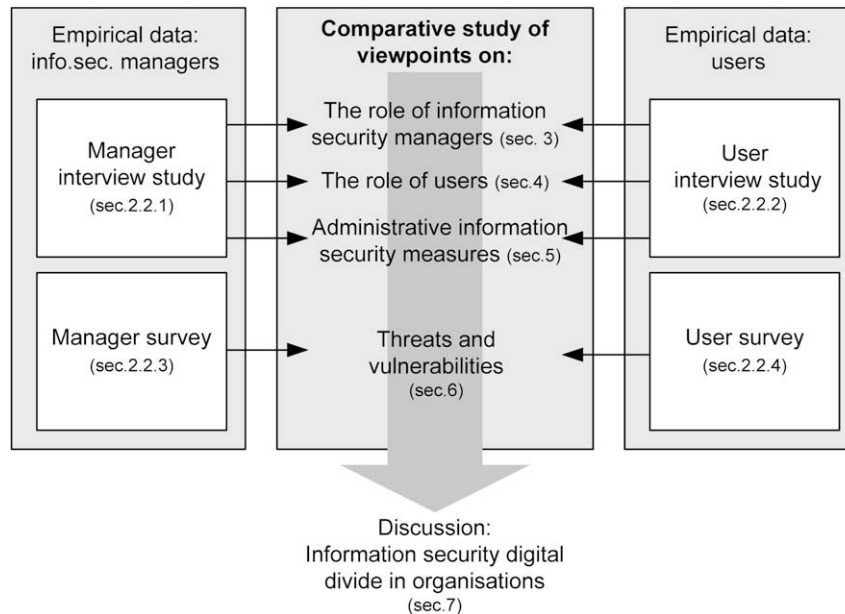 Empirical data:
info.sec. managers
Manager
interview study
(sec.2.2.1)
Manager survey
(sec.2.2.3)
Comparative study of
viewpoints on:
The role of information
security managers (sec. 3)
The role of users (sec.4)
Administrative information
security measures (sec.5)
Threats and
vulnerabilities
(sec.6)
Empirical data:
users
User
interview study
(sec.2.2.2)
User survey
(sec.2.2.4)
Discussion:
Information security digital
divide in organisations
(sec.7)